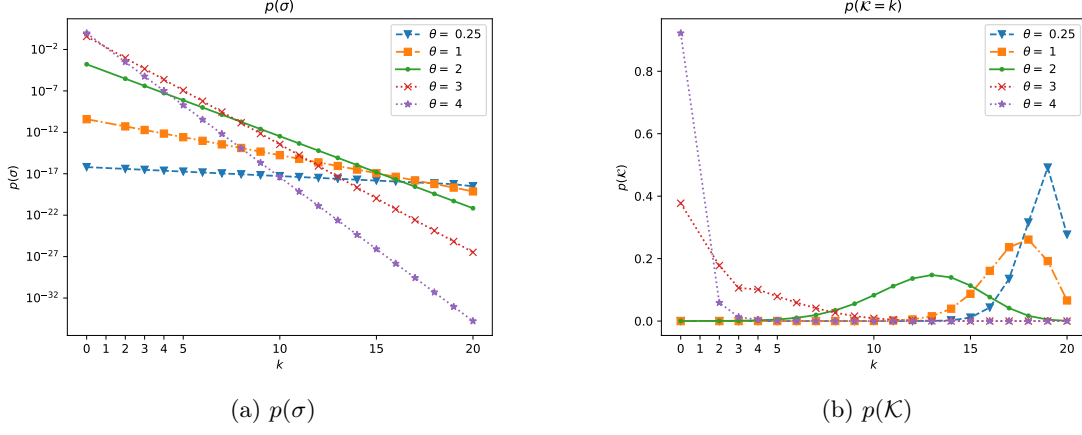 p(σ)
p(σ)
10⁻²
10⁻⁷
10⁻¹²
10⁻¹⁷
10⁻²²
10⁻²⁷
10⁻³²
θ = 0.25
θ = 1
θ = 2
θ = 3
θ = 4
0 1 2 3 4 5 10 15 20
k
(a) p(σ)
p(𝒦 = k)
p(𝒦)
0.8
0.6
0.4
0.2
0.0
θ = 0.25
θ = 1
θ = 2
θ = 3
θ = 4
0 1 2 3 4 5 10 15 20
k
(b) p(𝒦)